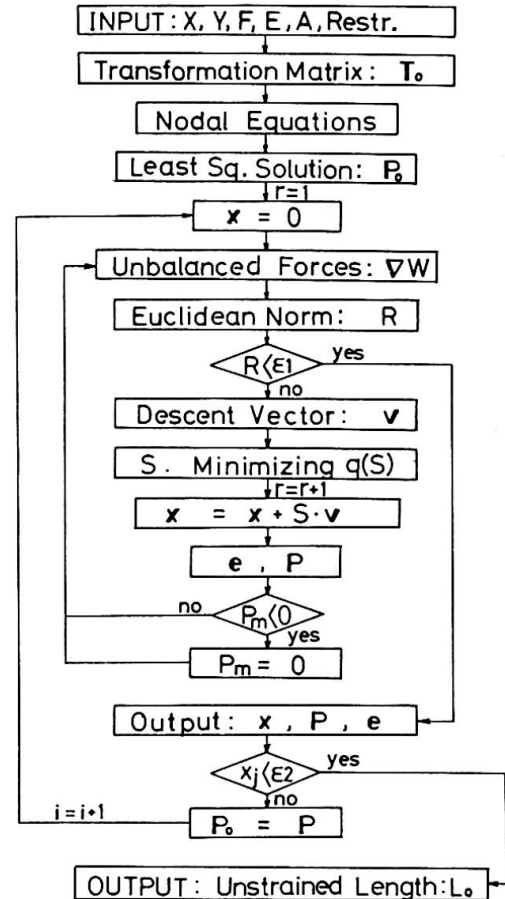 INPUT: X, Y, F, E, A, Restr.
Transformation Matrix: T₀
Nodal Equations
Least Sq. Solution: P₀
r=1
x = 0
Unbalanced Forces: ∇W
Euclidean Norm: R
R<ε1
yes
no
Descent Vector: v
S. Minimizing q(S)
r=r+1
x = x + S·v
e , P
no
Pₘ<0
yes
Pₘ = 0
Output: x , P , e
xⱼ<ε2
yes
no
i=i+1
P₀ = P
OUTPUT: Unstrained Length: L₀